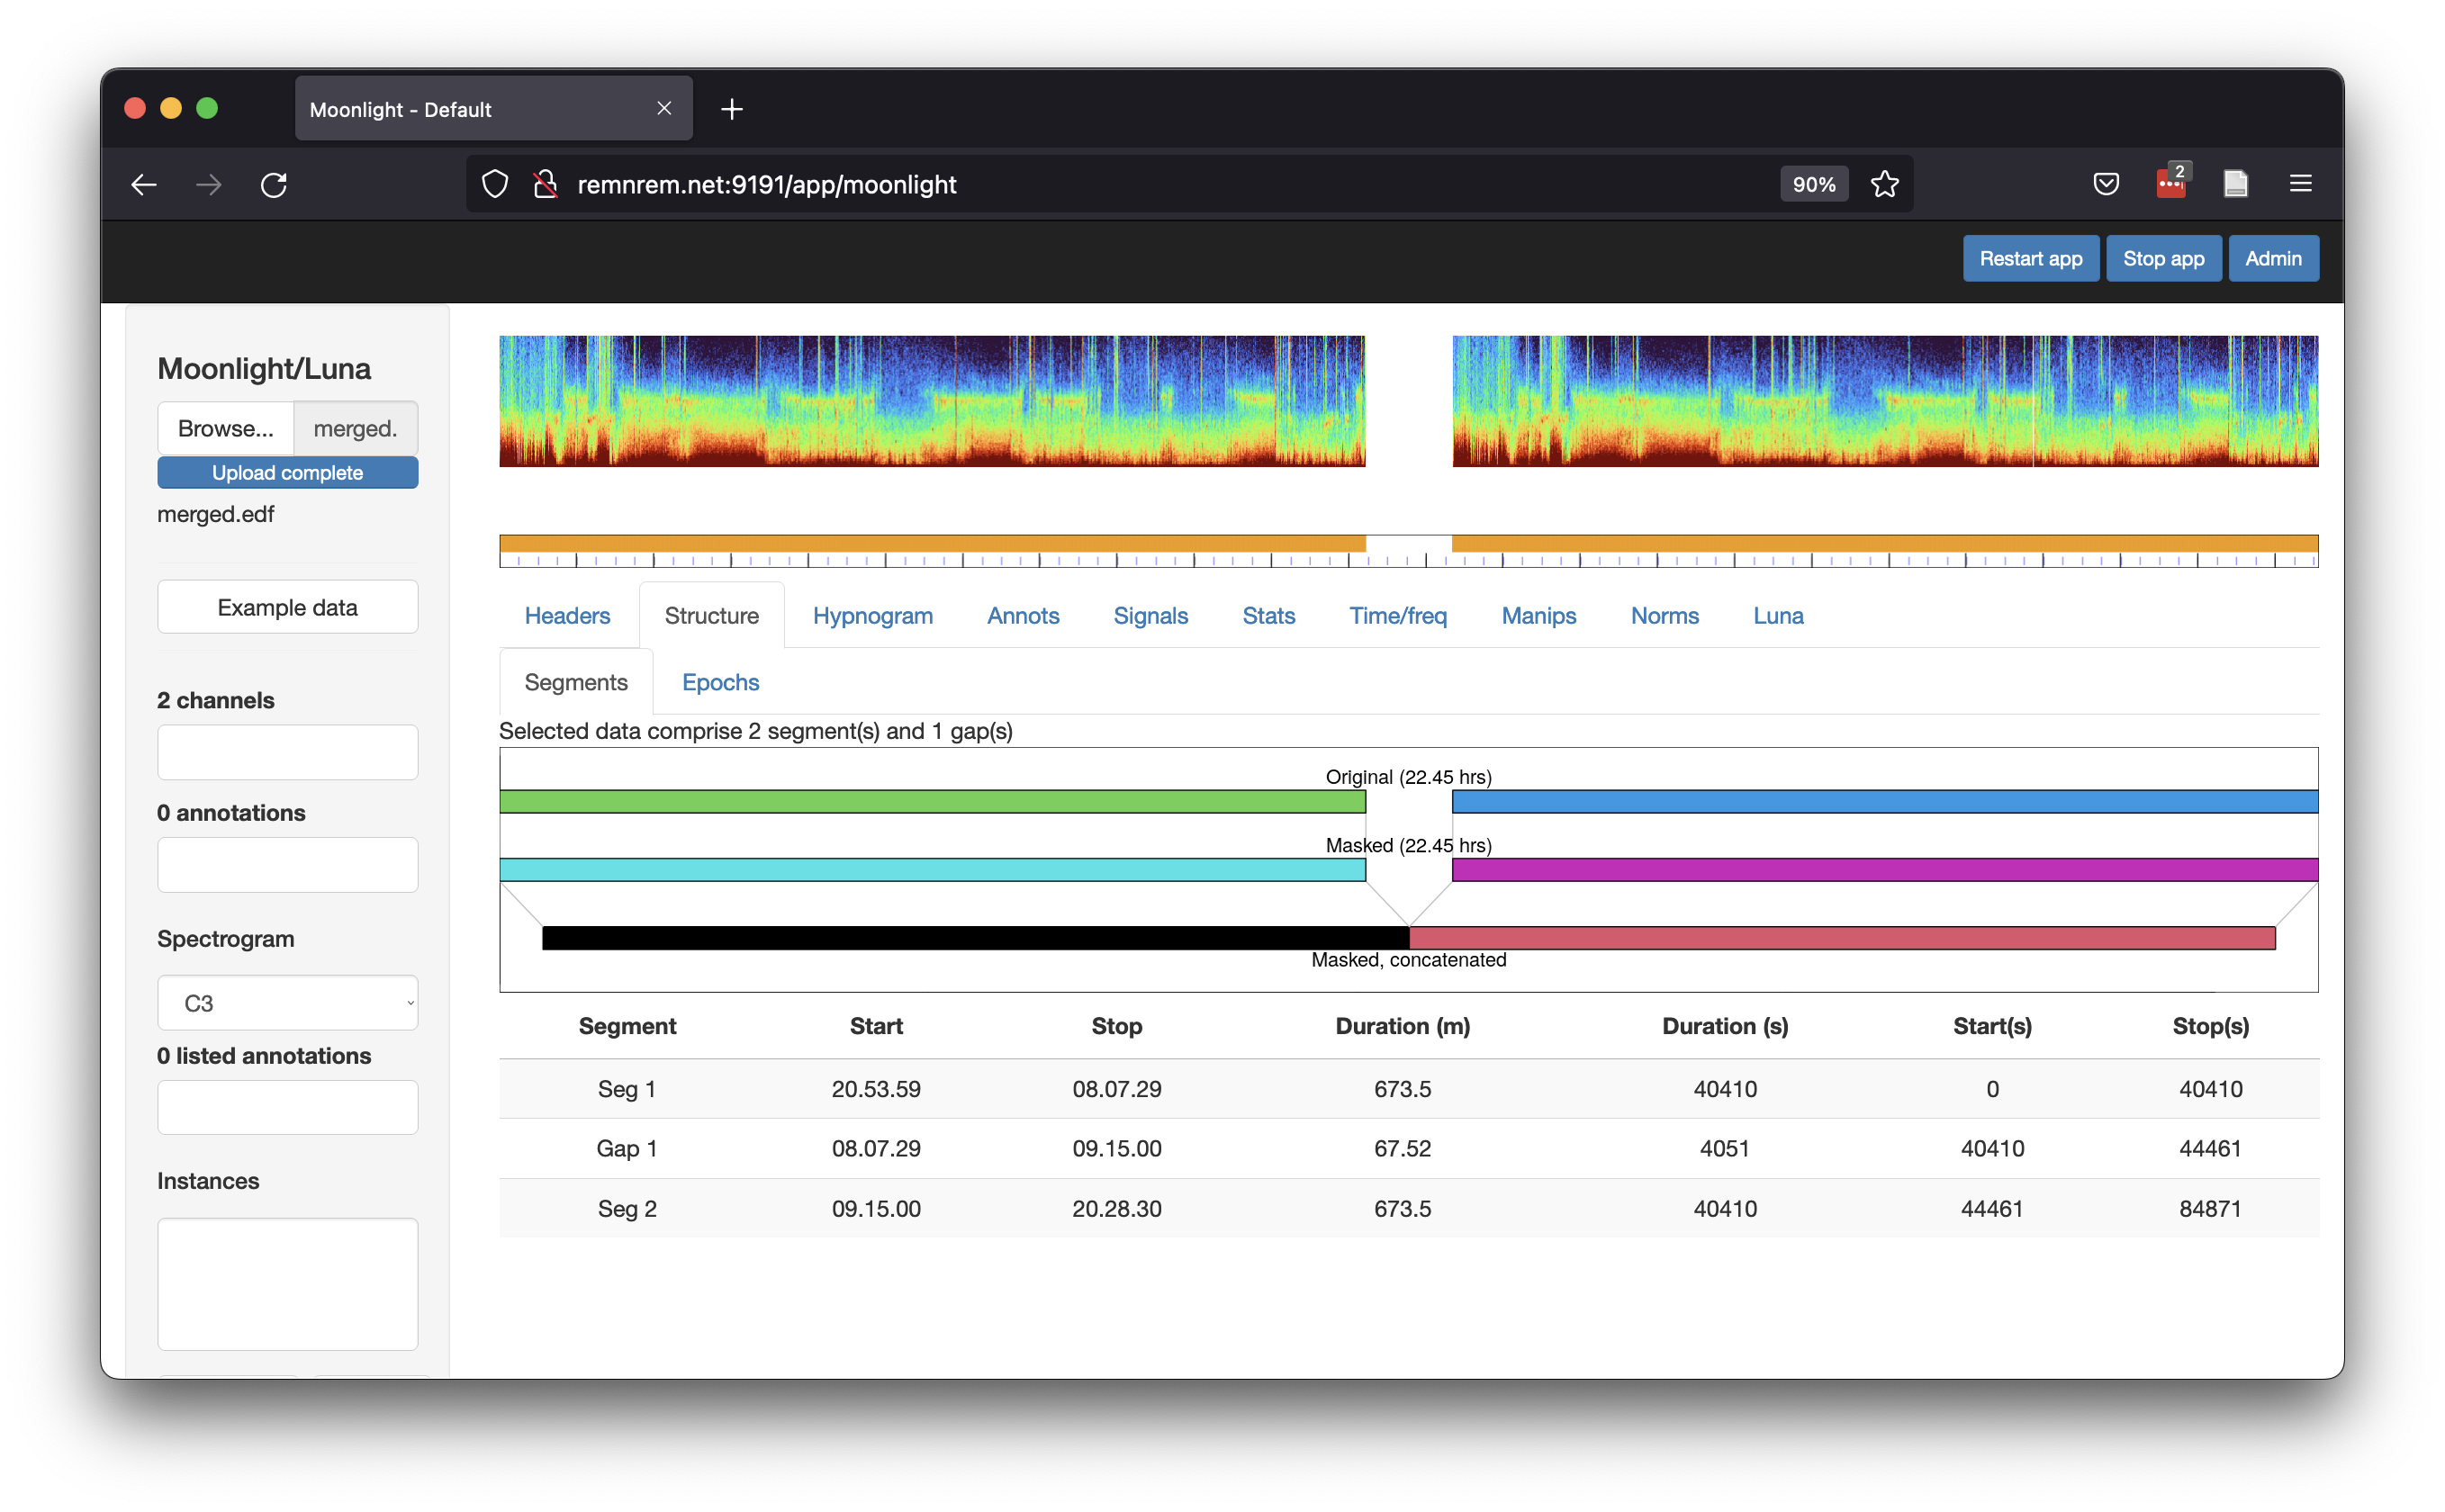 Moonlight - Default
remnrem.net:9191/app/moonlight
90%
2
Restart app
Stop app
Admin
Moonlight/Luna
Browse...
merged.
Upload complete
merged.edf
Example data
2 channels
0 annotations
Spectrogram
C3
0 listed annotations
Instances
Headers
Structure
Hypnogram
Annots
Signals
Stats
Time/freq
Manips
Norms
Luna
Segments
Epochs
Selected data comprise 2 segment(s) and 1 gap(s)
Original (22.45 hrs)
Masked (22.45 hrs)
Masked, concatenated
Segment Start Stop Duration (m) Duration (s) Start(s) Stop(s)
Seg 1 20.53.59 08.07.29 673.5 40410 0 40410
Gap 1 08.07.29 09.15.00 67.52 4051 40410 44461
Seg 2 09.15.00 20.28.30 673.5 40410 44461 84871